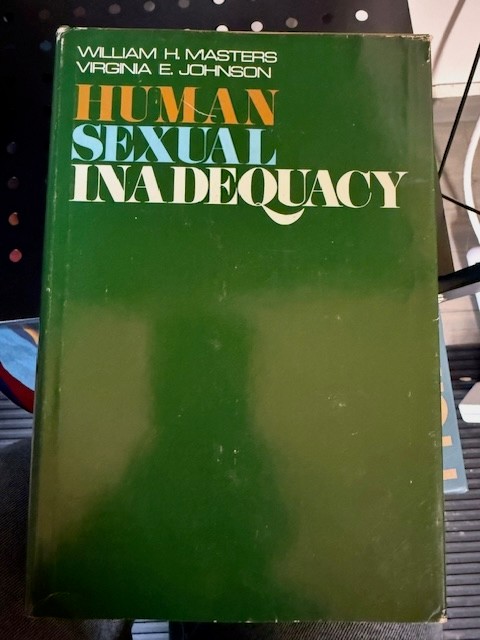 WILLIAM H. MASTERS
VIRGINIA E. JOHNSON
HUMAN
SEXUAL
INADEQUACY